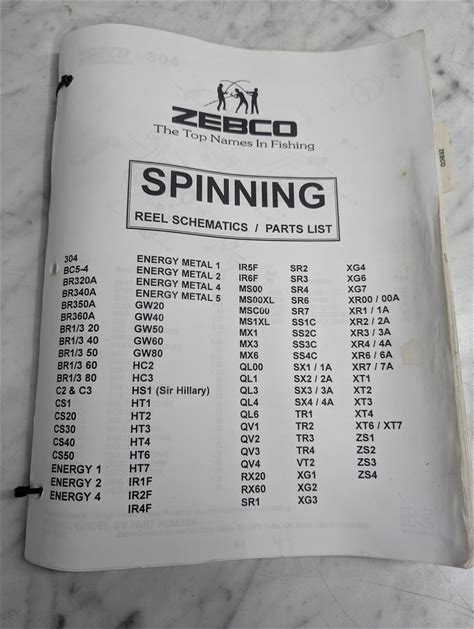 ZEBCO
The Top Names In Fishing
ZEBCO
SPINNING
REEL SCHEMATICS / PARTS LIST
304
BC5-4
BR320A
BR340A
BR350A
BR360A
BR1/3 20
BR1/3 40
BR1/3 50
BR1/3 60
BR1/3 80
C2 & C3
CS1
CS20
CS30
CS40
CS50
ENERGY 1
ENERGY 2
ENERGY 4
ENERGY METAL 1
ENERGY METAL 2
ENERGY METAL 4
ENERGY METAL 5
GW20
GW40
GW50
GW60
GW80
HC2
HC3
HS1 (Sir Hillary)
HT1
HT2
HT3
HT4
HT6
HT7
IR1F
IR2F
IR4F
IR5F
IR6F
MS00
MS00XL
MSC00
MS1XL
MX1
MX3
MX6
QL00
QL1
QL3
QL4
QL6
QV1
QV2
QV3
QV4
RX20
RX60
SR1
SR2
SR3
SR4
SR6
SR7
SS1C
SS2C
SS3C
SS4C
SX1 / 1A
SX2 / 2A
SX3 / 3A
SX4 / 4A
TR1
TR2
TR3
TR4
VT2
XG1
XG2
XG3
XG4
XG6
XG7
XR00 / 00A
XR1 / 1A
XR2 / 2A
XR3 / 3A
XR4 / 4A
XR6 / 6A
XR7 / 7A
XT1
XT2
XT3
XT4
XT6 / XT7
ZS1
ZS2
ZS3
ZS4